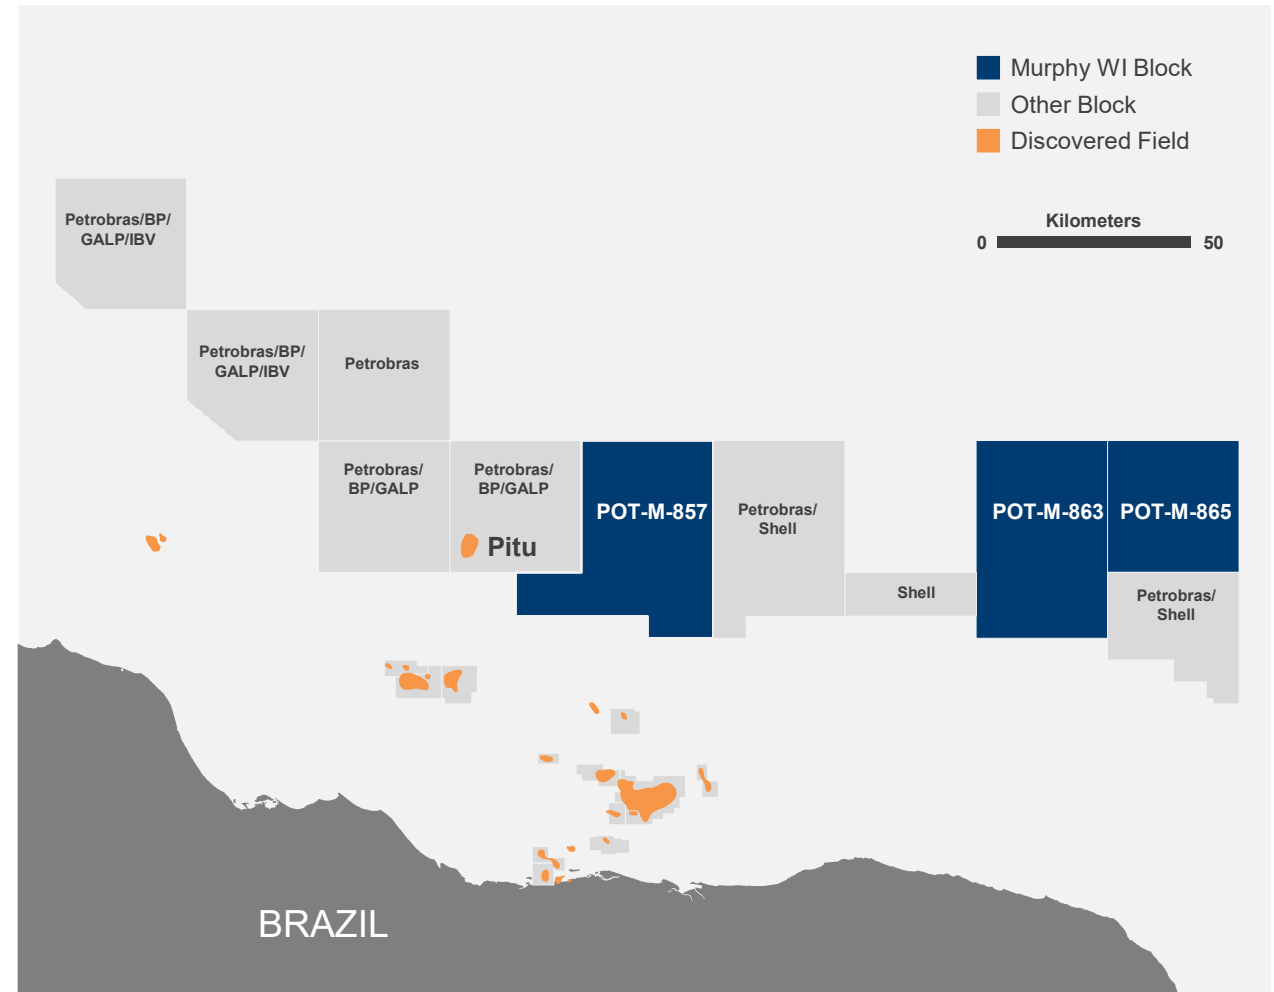 Murphy WI Block
Other Block
Discovered Field
Kilometers
0 50
Petrobras/BP/
GALP/IBV
Petrobras/BP/
GALP/IBV
Petrobras
Petrobras/
BP/GALP
Petrobras/
BP/GALP
Pitu
POT-M-857
Petrobras/
Shell
Shell
POT-M-863
POT-M-865
Petrobras/
Shell
BRAZIL